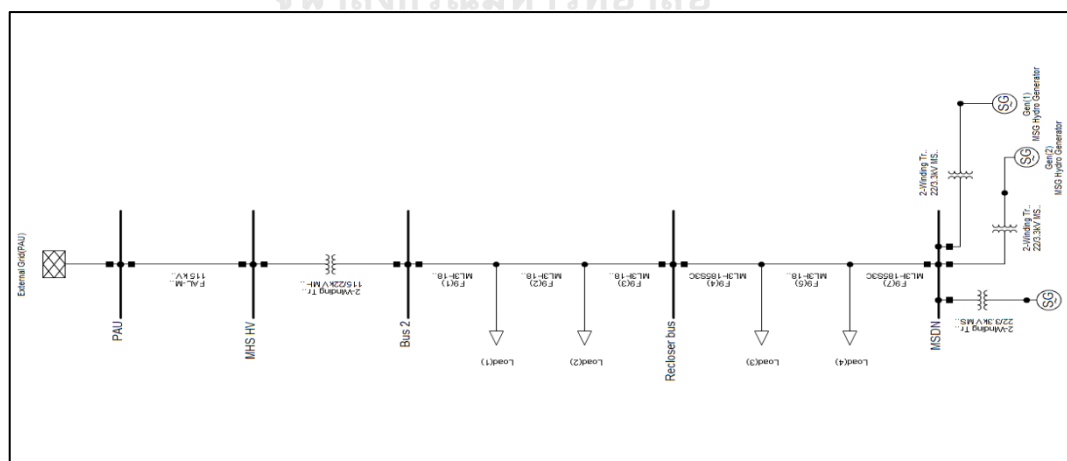 External Grid(PAU)
PAU
115 kV
FAL-M..
MHS HV
2-Winding Tr..
115/22kV MH..
Bus 2
F9(1)
ML3H-18..
Load(1)
F9(2)
ML3H-18..
Load(2)
F9(3)
ML3H-18..
Recloser bus
F9(4)
ML3H-185S3C
Load(3)
F9(5)
ML3H-18..
Load(4)
F9(7)
ML3H-185S3C
MSDN
2-Winding Tr..
22/3.3kV MS..
SG
Gen(1)
MSG Hydro Generator
2-Winding Tr..
22/3.3kV MS..
SG
Gen(2)
MSG Hydro Generator
2-Winding Tr..
22/3.3kV MS..
SG